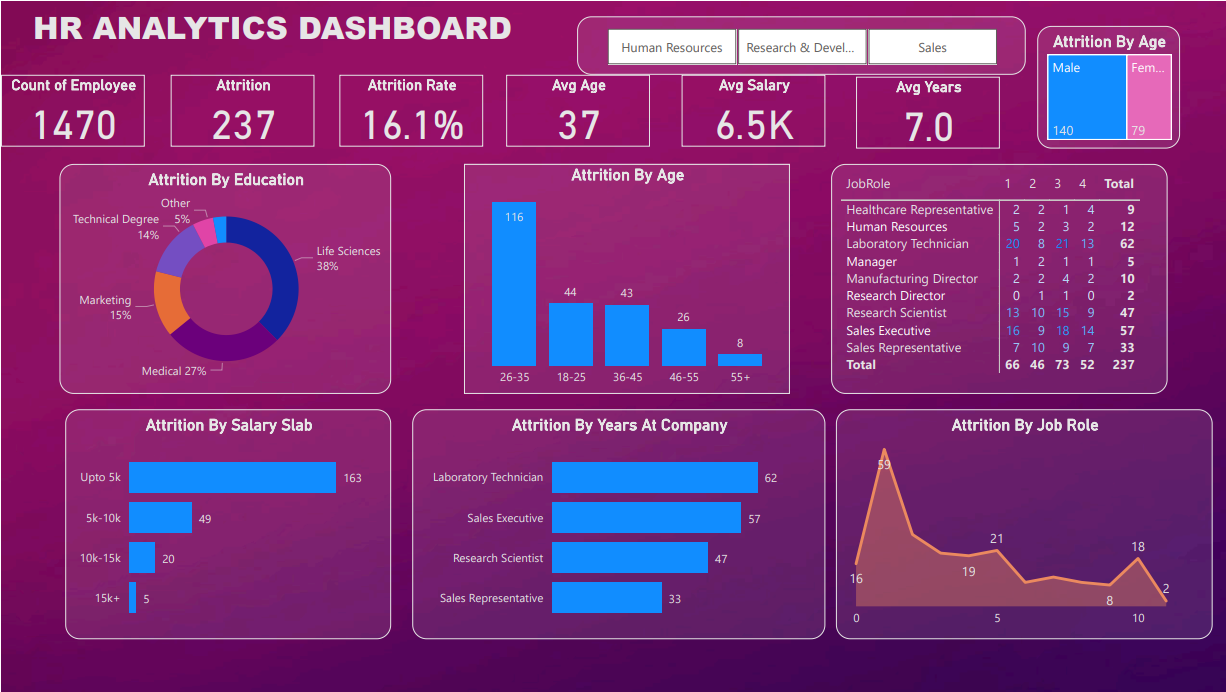 HR ANALYTICS DASHBOARD
Human Resources
Research & Devel...
Sales
Attrition By Age
Male
Fem...
140
79
Count of Employee
1470
Attrition
237
Attrition Rate
16.1%
Avg Age
37
Avg Salary
6.5K
Avg Years
7.0
Attrition By Education
Other
5%
Technical Degree
14%
Life Sciences
38%
Marketing
15%
Medical 27%
Attrition By Age
116
44
43
26
8
26-35 18-25 36-45 46-55 55+
JobRole 1 2 3 4 Total
Healthcare Representative 2 2 1 4 9
Human Resources 5 2 3 2 12
Laboratory Technician 20 8 21 13 62
Manager 1 2 1 1 5
Manufacturing Director 2 2 4 2 10
Research Director 0 1 1 0 2
Research Scientist 13 10 15 9 47
Sales Executive 16 9 18 14 57
Sales Representative 7 10 9 7 33
Total 66 46 73 52 237
Attrition By Salary Slab
Upto 5k 163
5k-10k 49
10k-15k 20
15k+ 5
Attrition By Years At Company
Laboratory Technician 62
Sales Executive 57
Research Scientist 47
Sales Representative 33
Attrition By Job Role
59
21
18
16
19
2
8
0 5 10